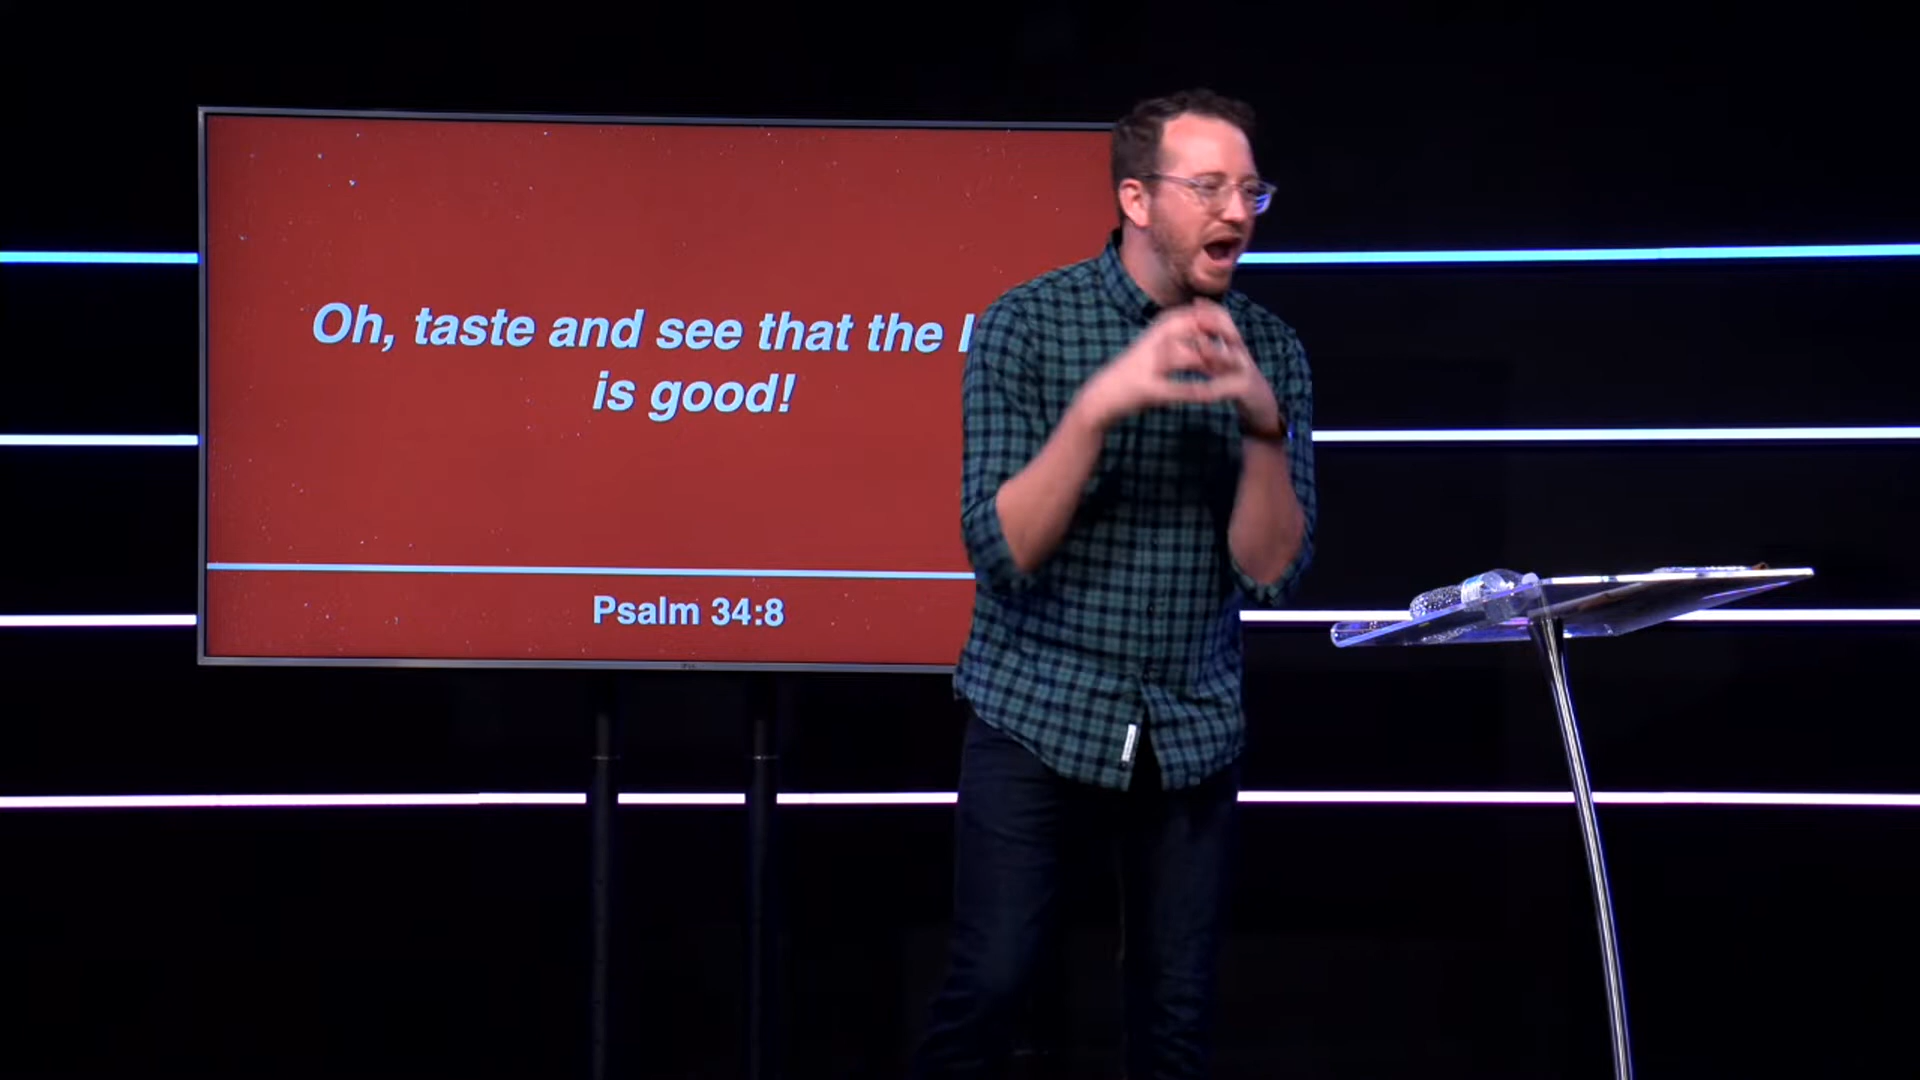 Oh, taste and see that the
is good!
Psalm 34:8